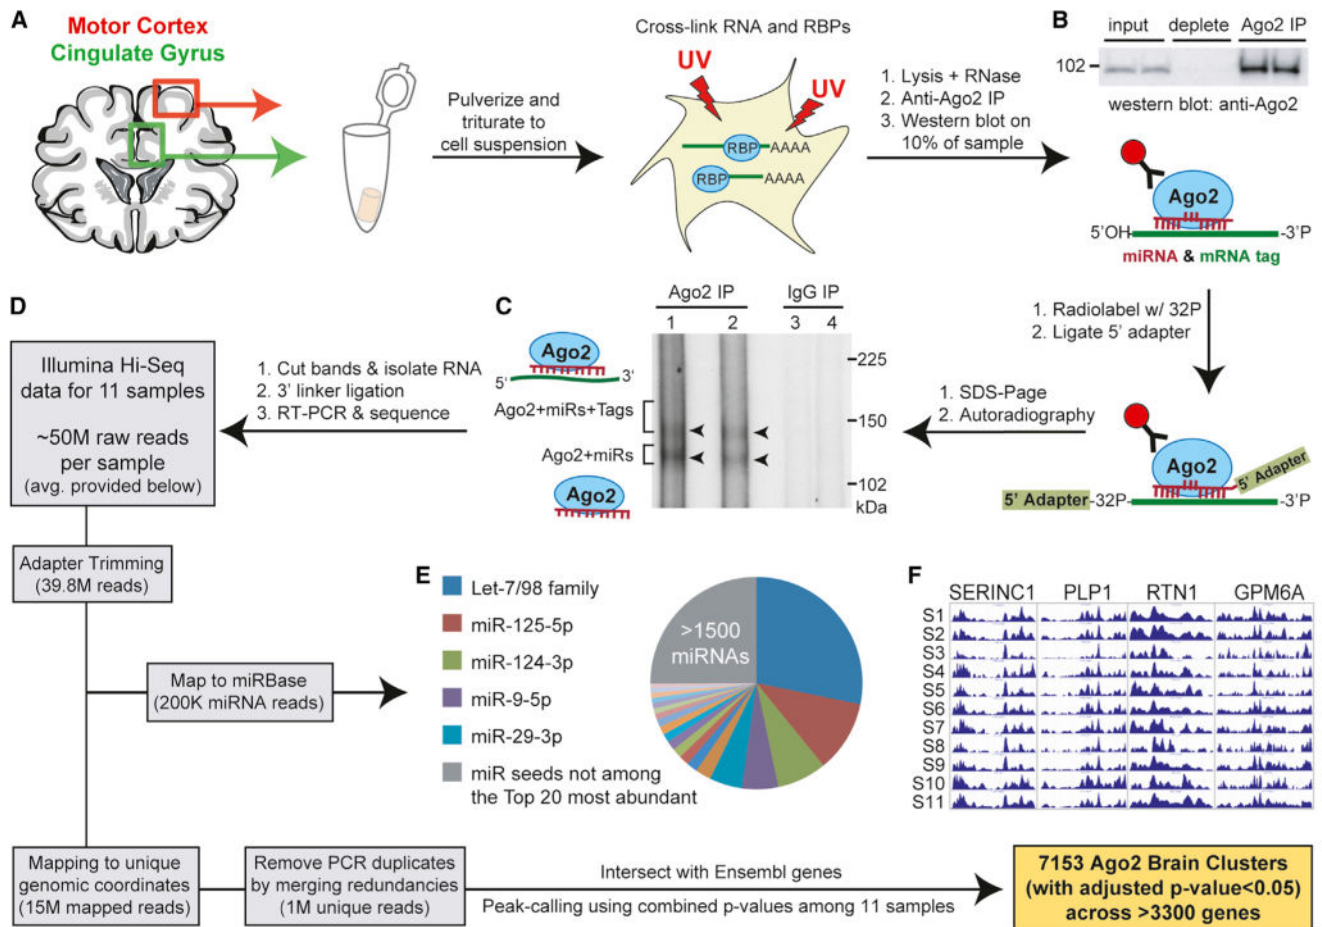 A
Motor Cortex
Cingulate Gyrus
Pulverize and
triturate to
cell suspension
Cross-link RNA and RBPs
UV
UV
RBP
AAAA
RBP
AAAA
1. Lysis + RNase
2. Anti-Ago2 IP
3. Western blot on
10% of sample
B
input deplete Ago2 IP
102
western blot: anti-Ago2
Ago2
5'OH
-3'P
miRNA & mRNA tag
1. Radiolabel w/ 32P
2. Ligate 5' adapter
Ago2
5' Adapter
5' Adapter-32P-
-3'P
1. SDS-Page
2. Autoradiography
C
Ago2 IP IgG IP
1 2 3 4
225
150
102
kDa
Ago2
5' 3'
Ago2+miRs+Tags
Ago2+miRs
Ago2
1. Cut bands & isolate RNA
2. 3' linker ligation
3. RT-PCR & sequence
D
Illumina Hi-Seq
data for 11 samples
~50M raw reads
per sample
(avg. provided below)
Adapter Trimming
(39.8M reads)
Map to miRBase
(200K miRNA reads)
E
Let-7/98 family
miR-125-5p
miR-124-3p
miR-9-5p
miR-29-3p
miR seeds not among
the Top 20 most abundant
>1500
miRNAs
F
SERINC1 PLP1 RTN1 GPM6A
S1
S2
S3
S4
S5
S6
S7
S8
S9
S10
S11
Mapping to unique
genomic coordinates
(15M mapped reads)
Remove PCR duplicates
by merging redundancies
(1M unique reads)
Intersect with Ensembl genes
Peak-calling using combined p-values among 11 samples
7153 Ago2 Brain Clusters
(with adjusted p-value<0.05)
across >3300 genes